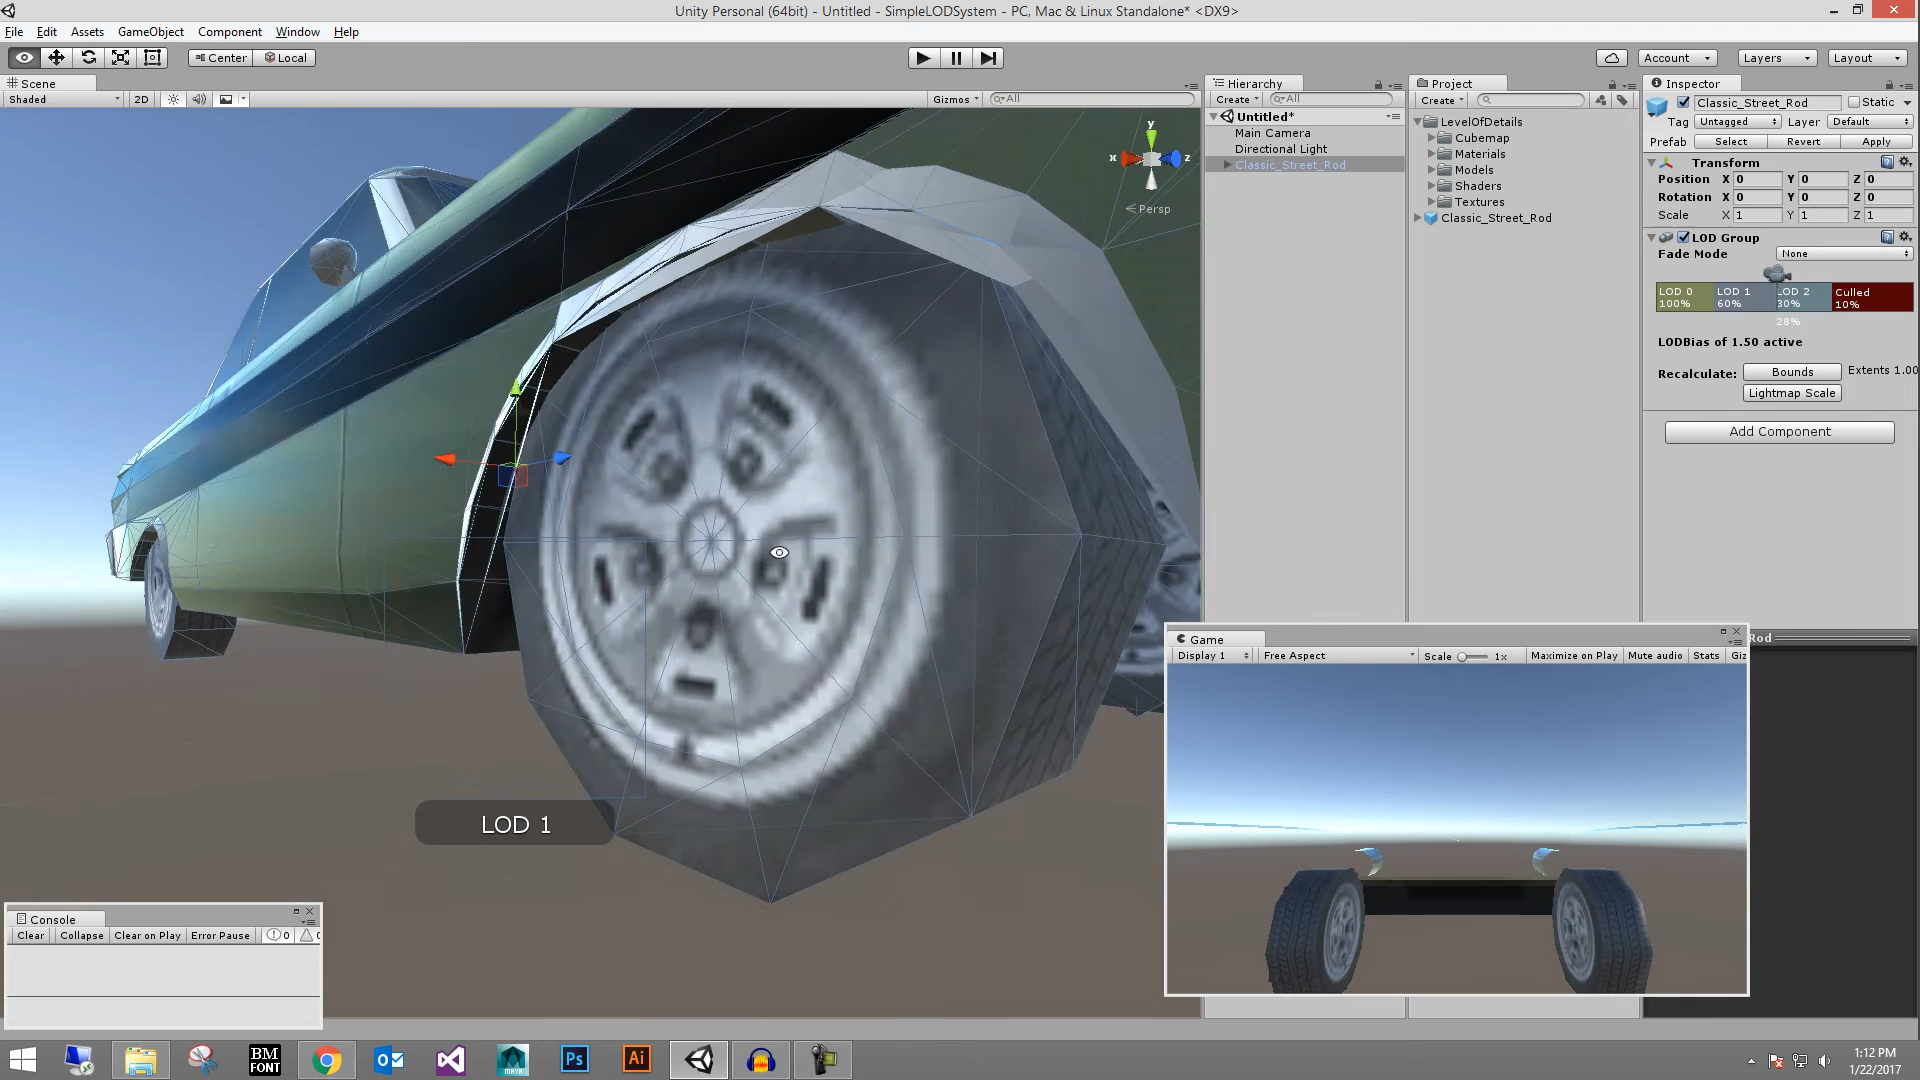 Unity Personal (64bit) - Untitled - SimpleLODSystem - PC, Mac & Linux Standalone* <DX9>
File Edit Assets GameObject Component Window Help
Center Local Account Layers Layout
Scene
Shaded 2D Gizmos All
y
x z
Persp
LOD 1
Hierarchy
Create All
Untitled*
Main Camera
Directional Light
Classic_Street_Rod
Project
Create
LevelOfDetails
Cubemap
Materials
Models
Shaders
Textures
Classic_Street_Rod
Inspector
Classic_Street_Rod Static
Tag Untagged Layer Default
Prefab Select Revert Apply
Transform
Position X 0 Y 0 Z 0
Rotation X 0 Y 0 Z 0
Scale X 1 Y 1 Z 1
LOD Group
Fade Mode None
LOD 0 LOD 1 LOD 2 Culled
100% 60% 30% 10%
28%
LODBias of 1.50 active
Recalculate: Bounds Extents 1.00
Lightmap Scale
Add Component
Rod
Game
Display 1 Free Aspect Scale 1x Maximize on Play Mute audio Stats Giz
Console
Clear Collapse Clear on Play Error Pause 0
BM
FONT
MAYA
Ps
Ai
1:12 PM
1/22/2017